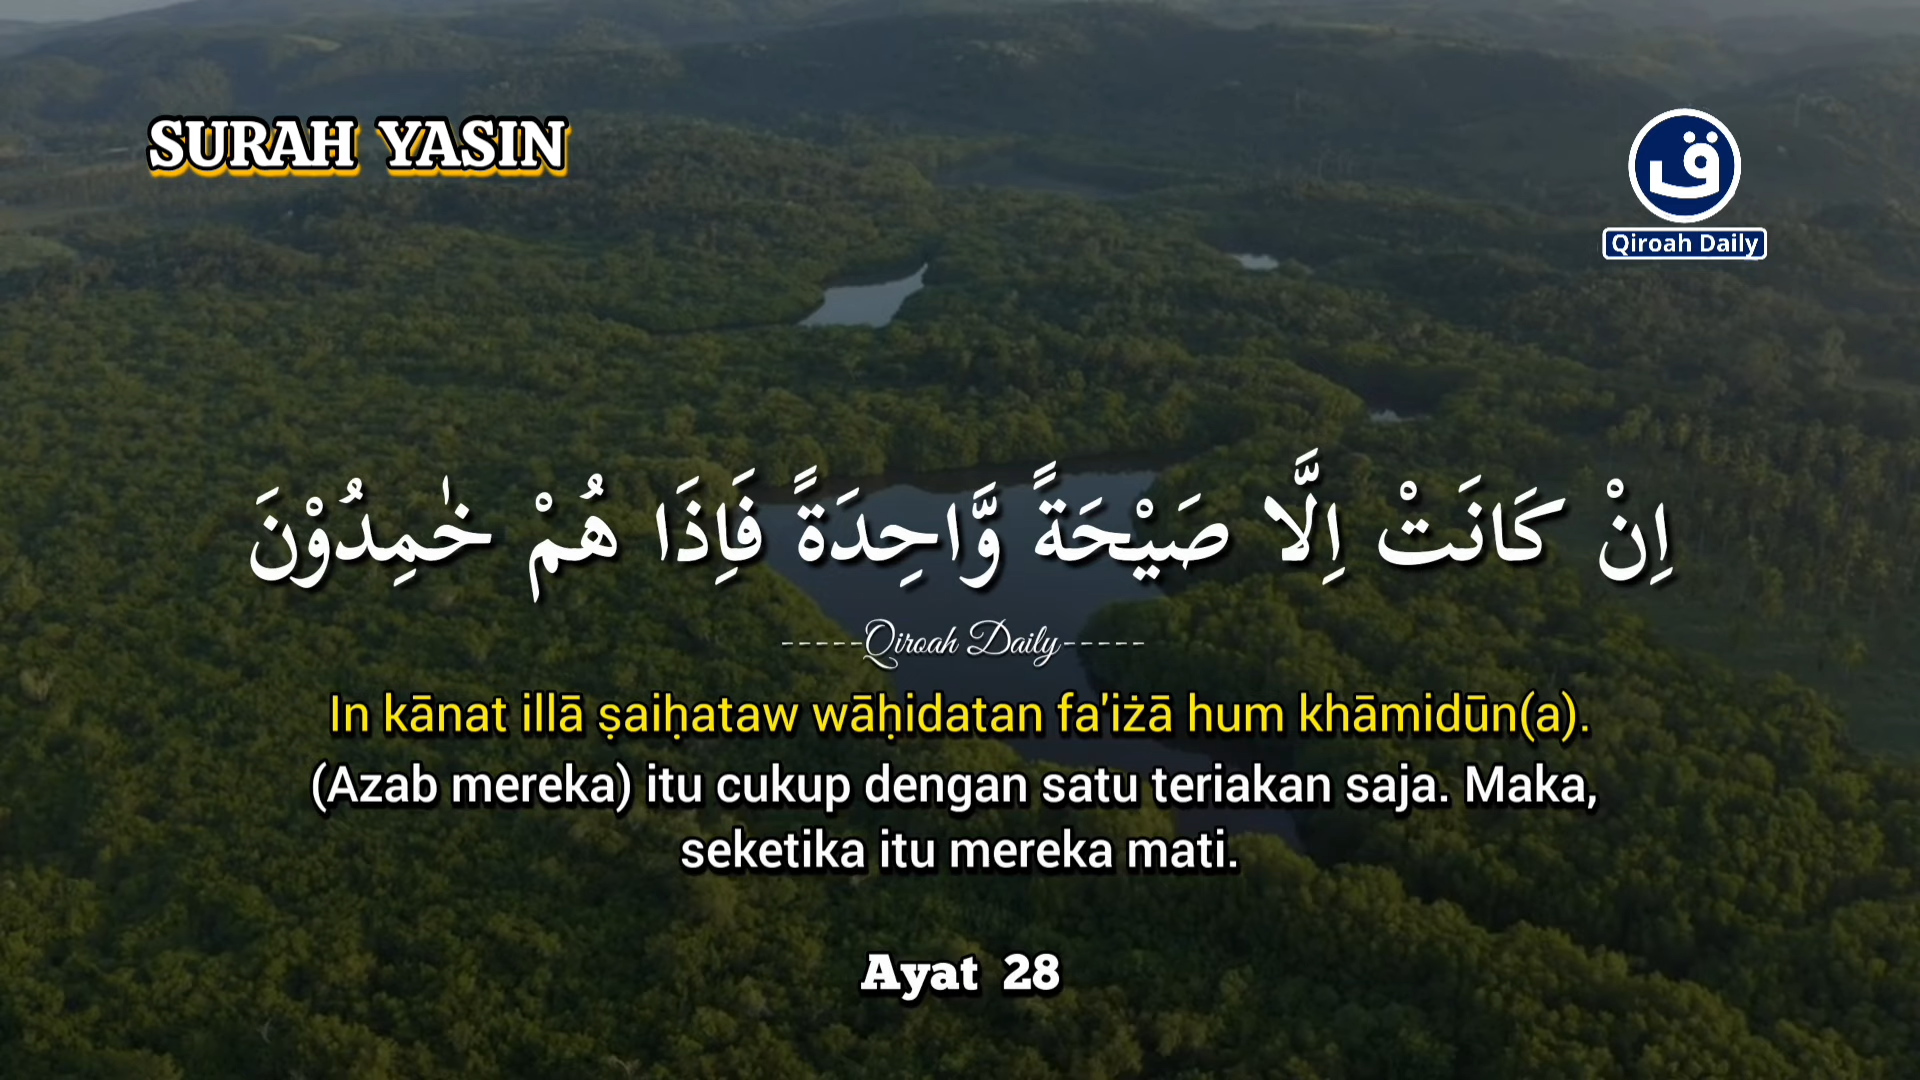 SURAH YASIN
ق
Qiroah Daily
اِنْ كَانَتْ اِلَّا صَيْحَةً وَّاحِدَةً فَاِذَا هُمْ خٰمِدُوْنَ
-----Qiroah Daily-----
In kānat illā ṣaiḥataw wāḥidatan fa'iżā hum khāmidūn(a).
(Azab mereka) itu cukup dengan satu teriakan saja. Maka,
seketika itu mereka mati.
Ayat 28